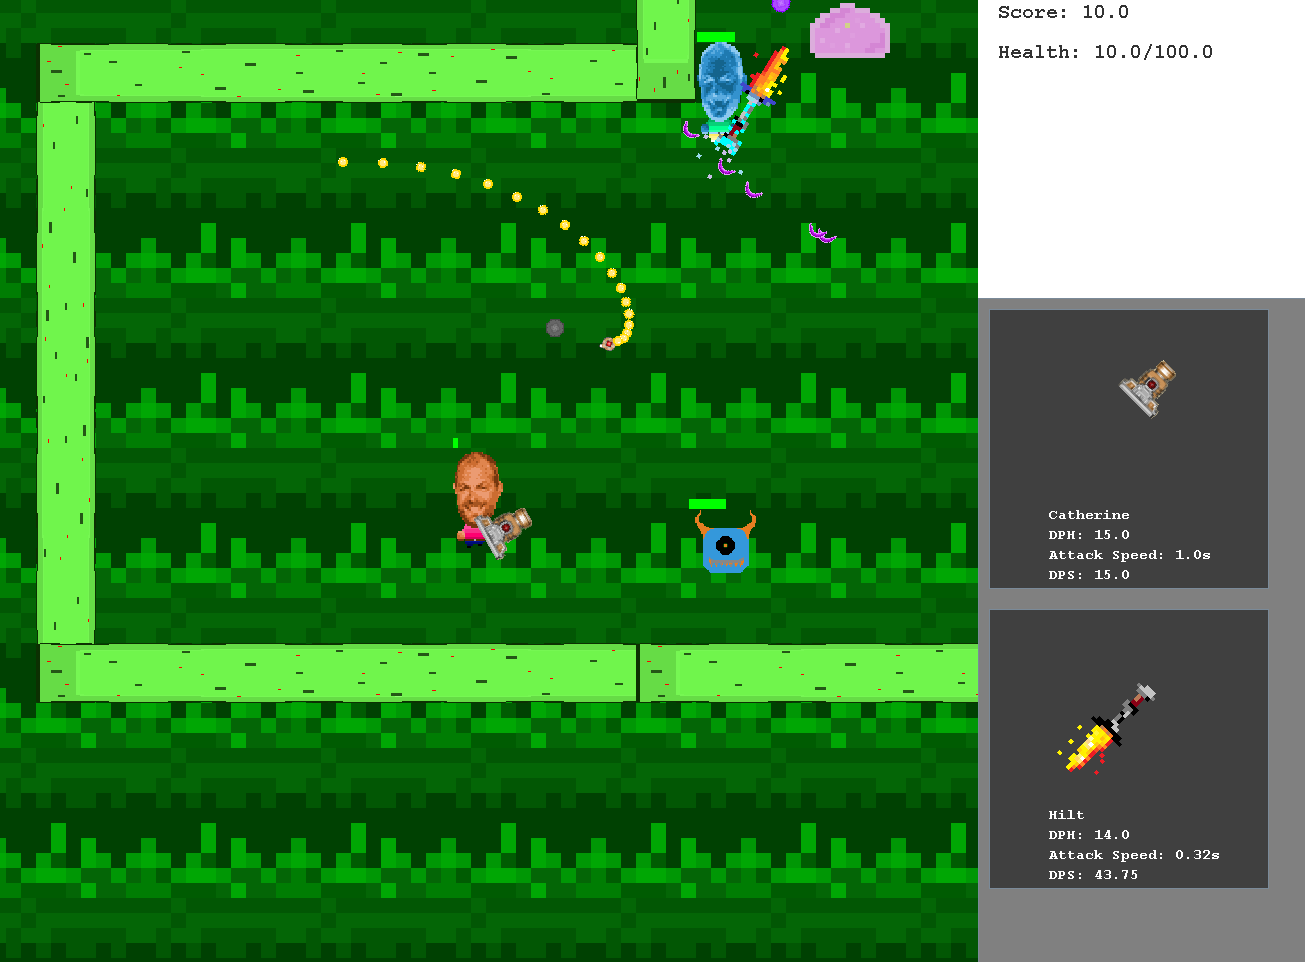 Score: 10.0
Health: 10.0/100.0
Catherine
DPH: 15.0
Attack Speed: 1.0s
DPS: 15.0
Hilt
DPH: 14.0
Attack Speed: 0.32s
DPS: 43.75